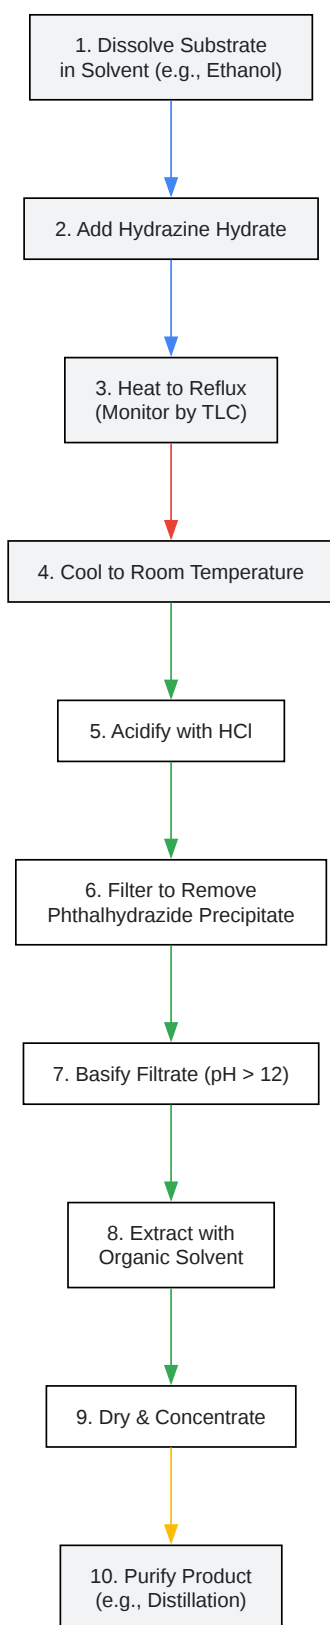 1. Dissolve Substrate
in Solvent (e.g., Ethanol)
2. Add Hydrazine Hydrate
3. Heat to Reflux
(Monitor by TLC)
4. Cool to Room Temperature
5. Acidify with HCl
6. Filter to Remove
Phthalhydrazide Precipitate
7. Basify Filtrate (pH > 12)
8. Extract with
Organic Solvent
9. Dry & Concentrate
10. Purify Product
(e.g., Distillation)